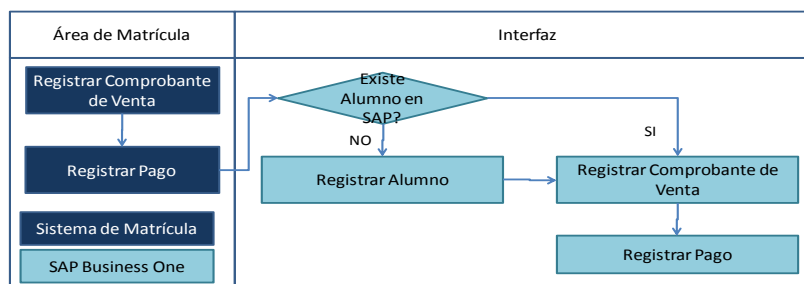 Área de Matrícula
Interfaz
Registrar Comprobante
de Venta
Existe
Alumno en
SAP?
NO
SI
Registrar Pago
Registrar Alumno
Registrar Comprobante de
Venta
Sistema de Matrícula
SAP Business One
Registrar Pago